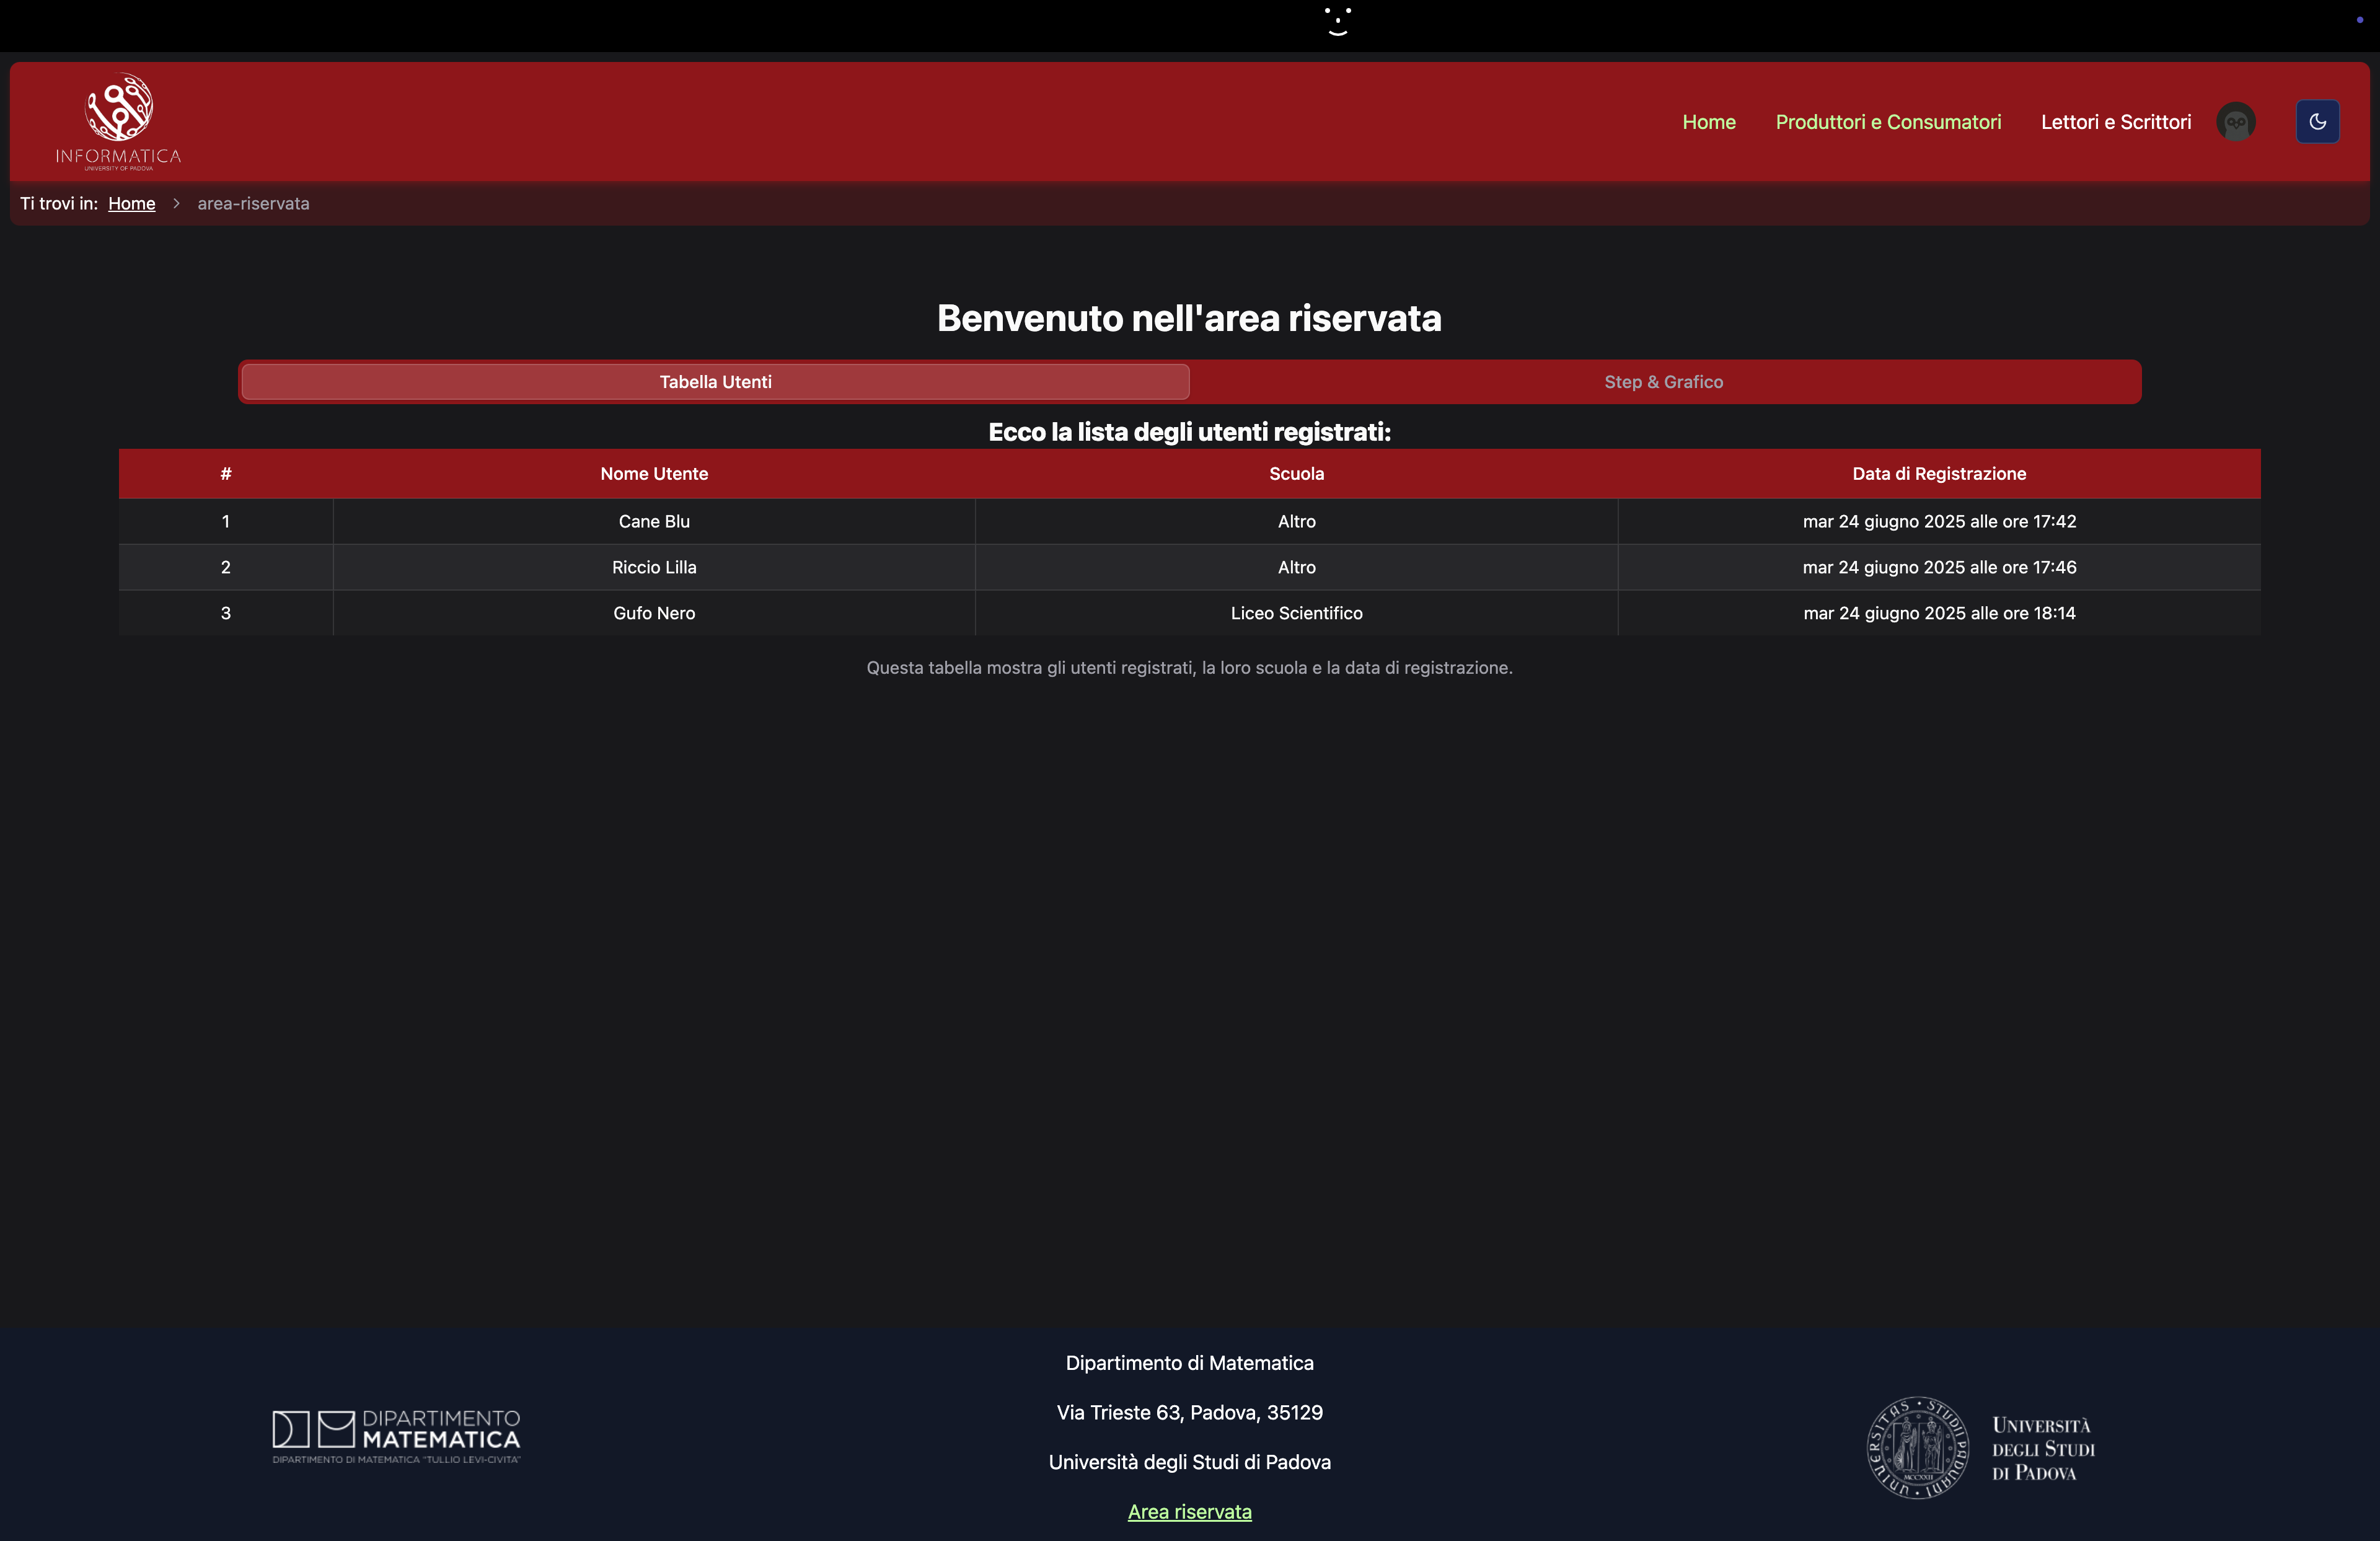 INFORMATICA
UNIVERSITY OF PADOVA
Home Produttori e Consumatori Lettori e Scrittori
Ti trovi in: Home > area-riservata
Benvenuto nell'area riservata
Tabella Utenti Step & Grafico
Ecco la lista degli utenti registrati:
# Nome Utente Scuola Data di Registrazione
1 Cane Blu Altro mar 24 giugno 2025 alle ore 17:42
2 Riccio Lilla Altro mar 24 giugno 2025 alle ore 17:46
3 Gufo Nero Liceo Scientifico mar 24 giugno 2025 alle ore 18:14
Questa tabella mostra gli utenti registrati, la loro scuola e la data di registrazione.
DIPARTIMENTO
MATEMATICA
DIPARTIMENTO DI MATEMATICA "TULLIO LEVI-CIVITA"
Dipartimento di Matematica
Via Trieste 63, Padova, 35129
Università degli Studi di Padova
Area riservata
UNIVERSITAS STUDII PADUANI
MCCXXII
UNIVERSITÀ
DEGLI STUDI
DI PADOVA